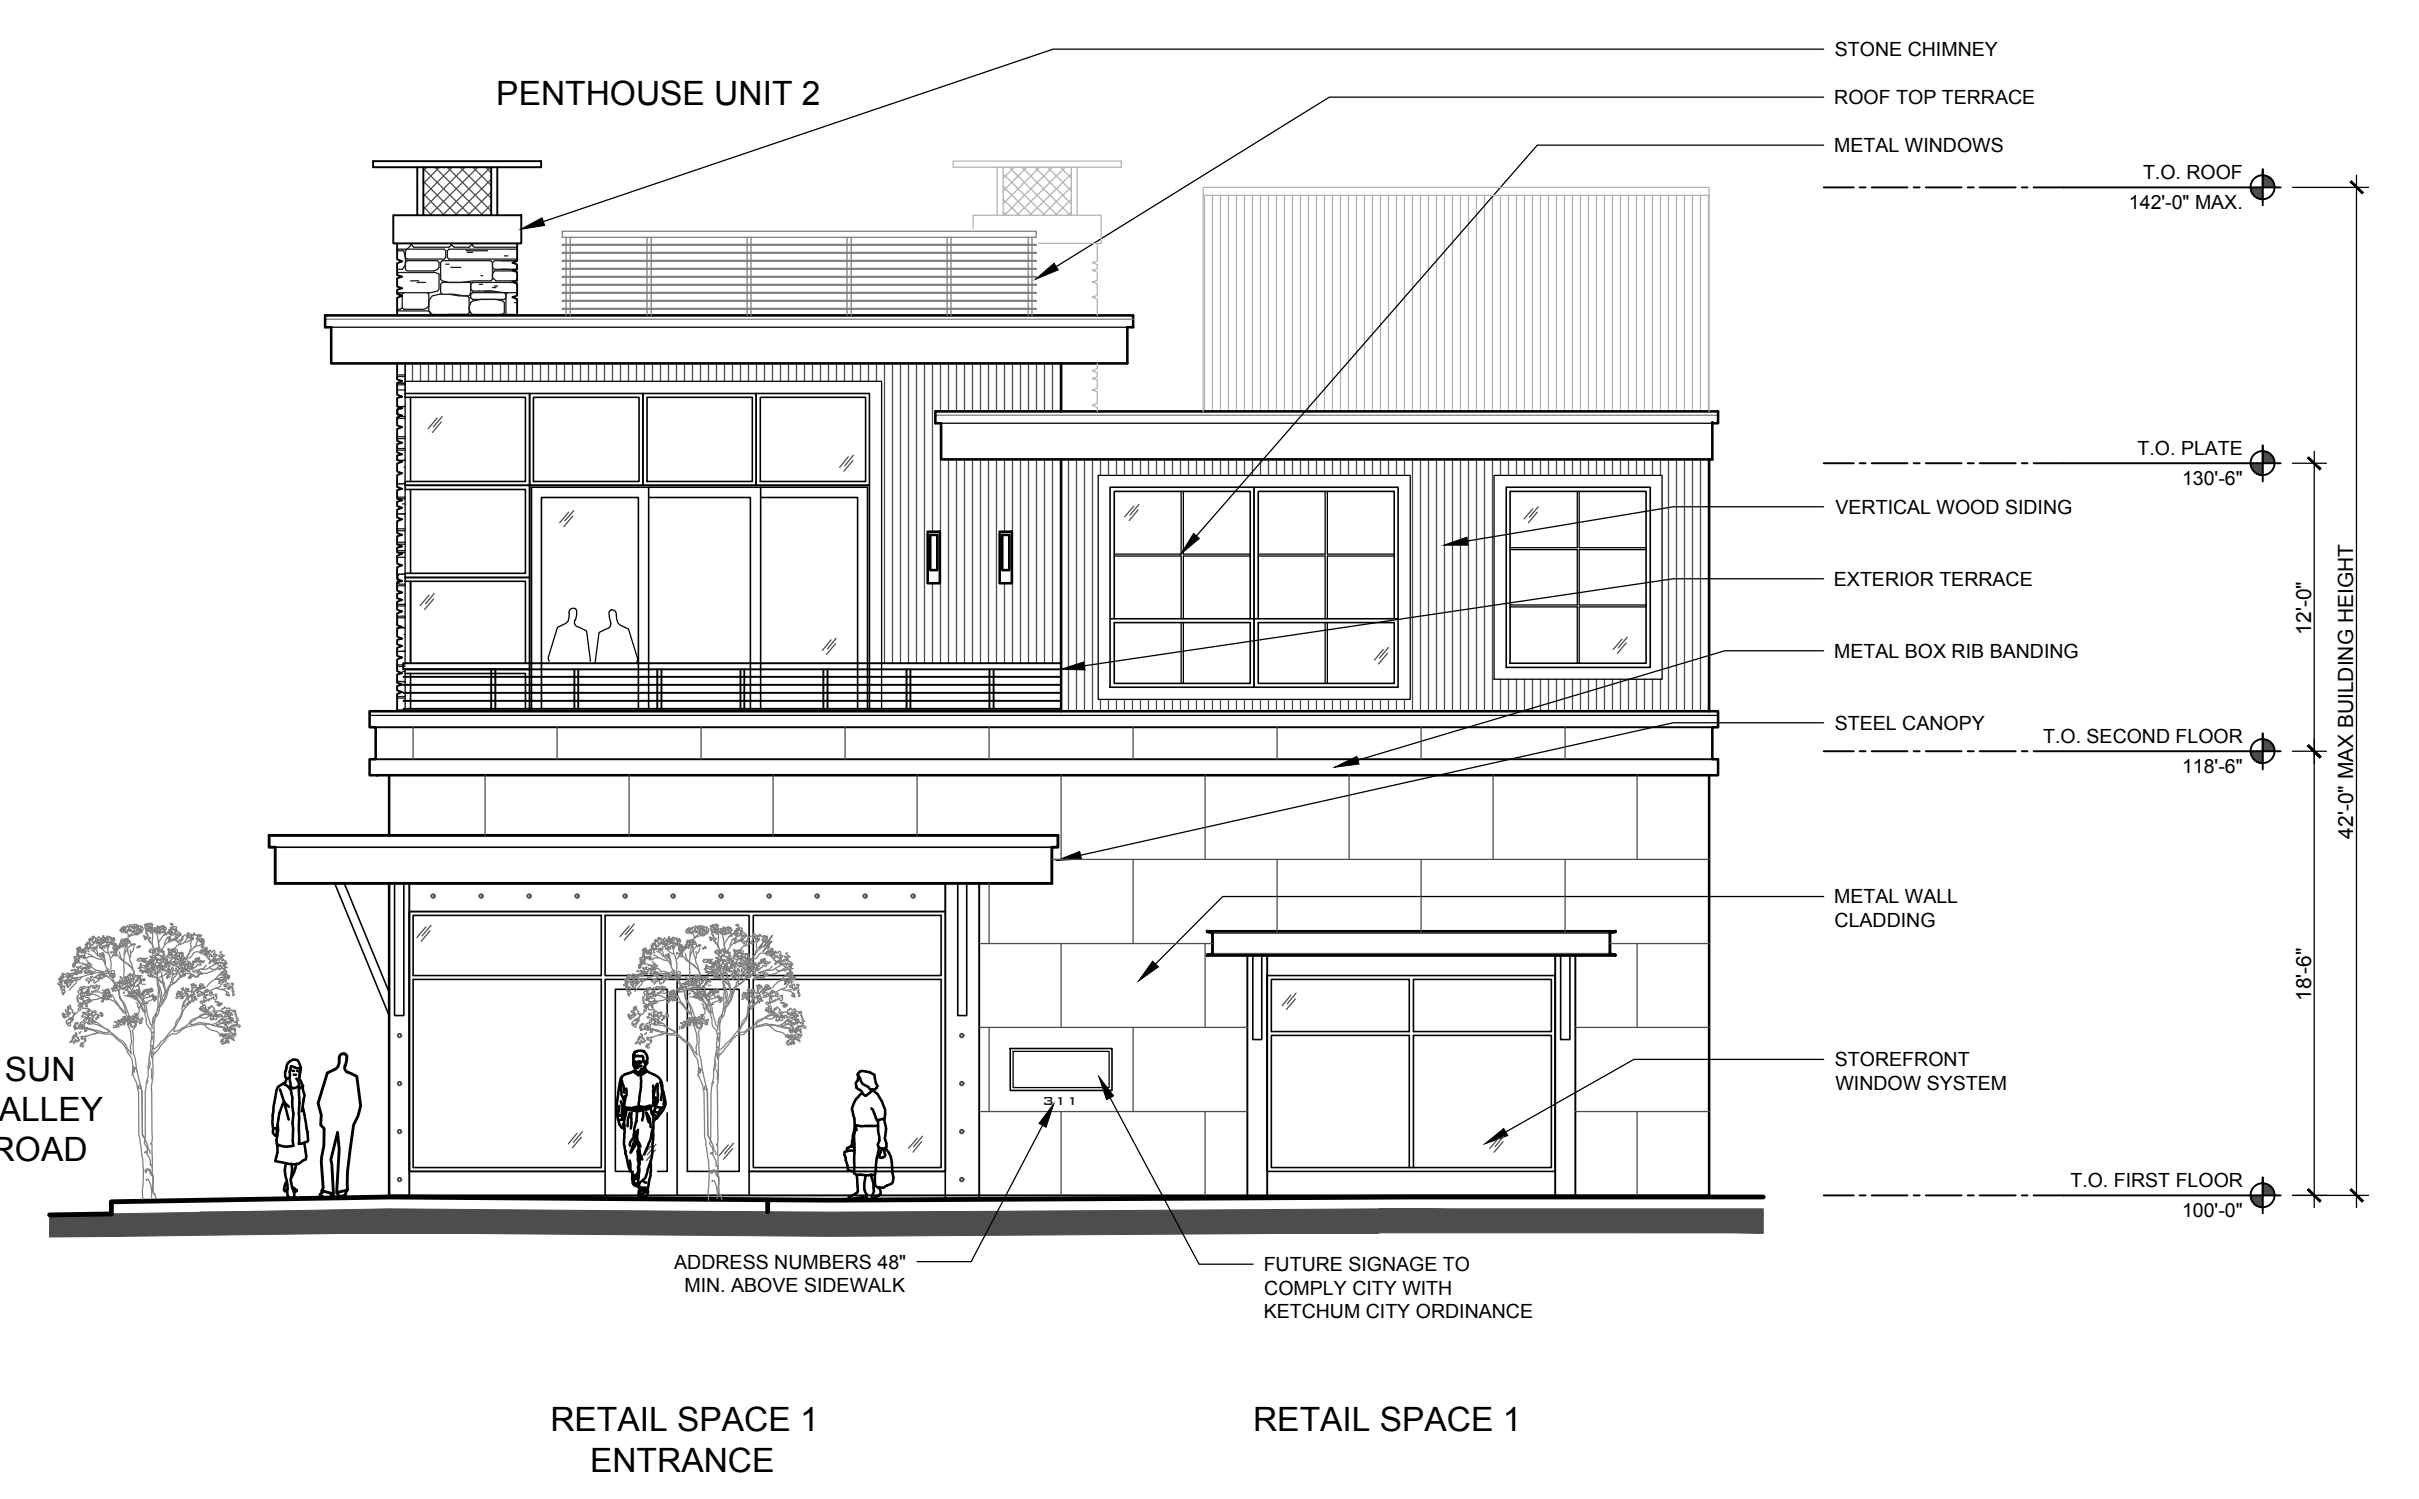 STONE CHIMNEY
PENTHOUSE UNIT 2
ROOF TOP TERRACE
METAL WINDOWS
T.O. ROOF
142'-0" MAX.
T.O. PLATE
130'-6"
VERTICAL WOOD SIDING
EXTERIOR TERRACE
12'-0"
METAL BOX RIB BANDING
42'-0" MAX BUILDING HEIGHT
STEEL CANOPY
T.O. SECOND FLOOR
118'-6"
METAL WALL
CLADDING
18'-6"
SUN
ALLEY
ROAD
STOREFRONT
WINDOW SYSTEM
311
T.O. FIRST FLOOR
100'-0"
ADDRESS NUMBERS 48"
MIN. ABOVE SIDEWALK
FUTURE SIGNAGE TO
COMPLY CITY WITH
KETCHUM CITY ORDINANCE
RETAIL SPACE 1
ENTRANCE
RETAIL SPACE 1